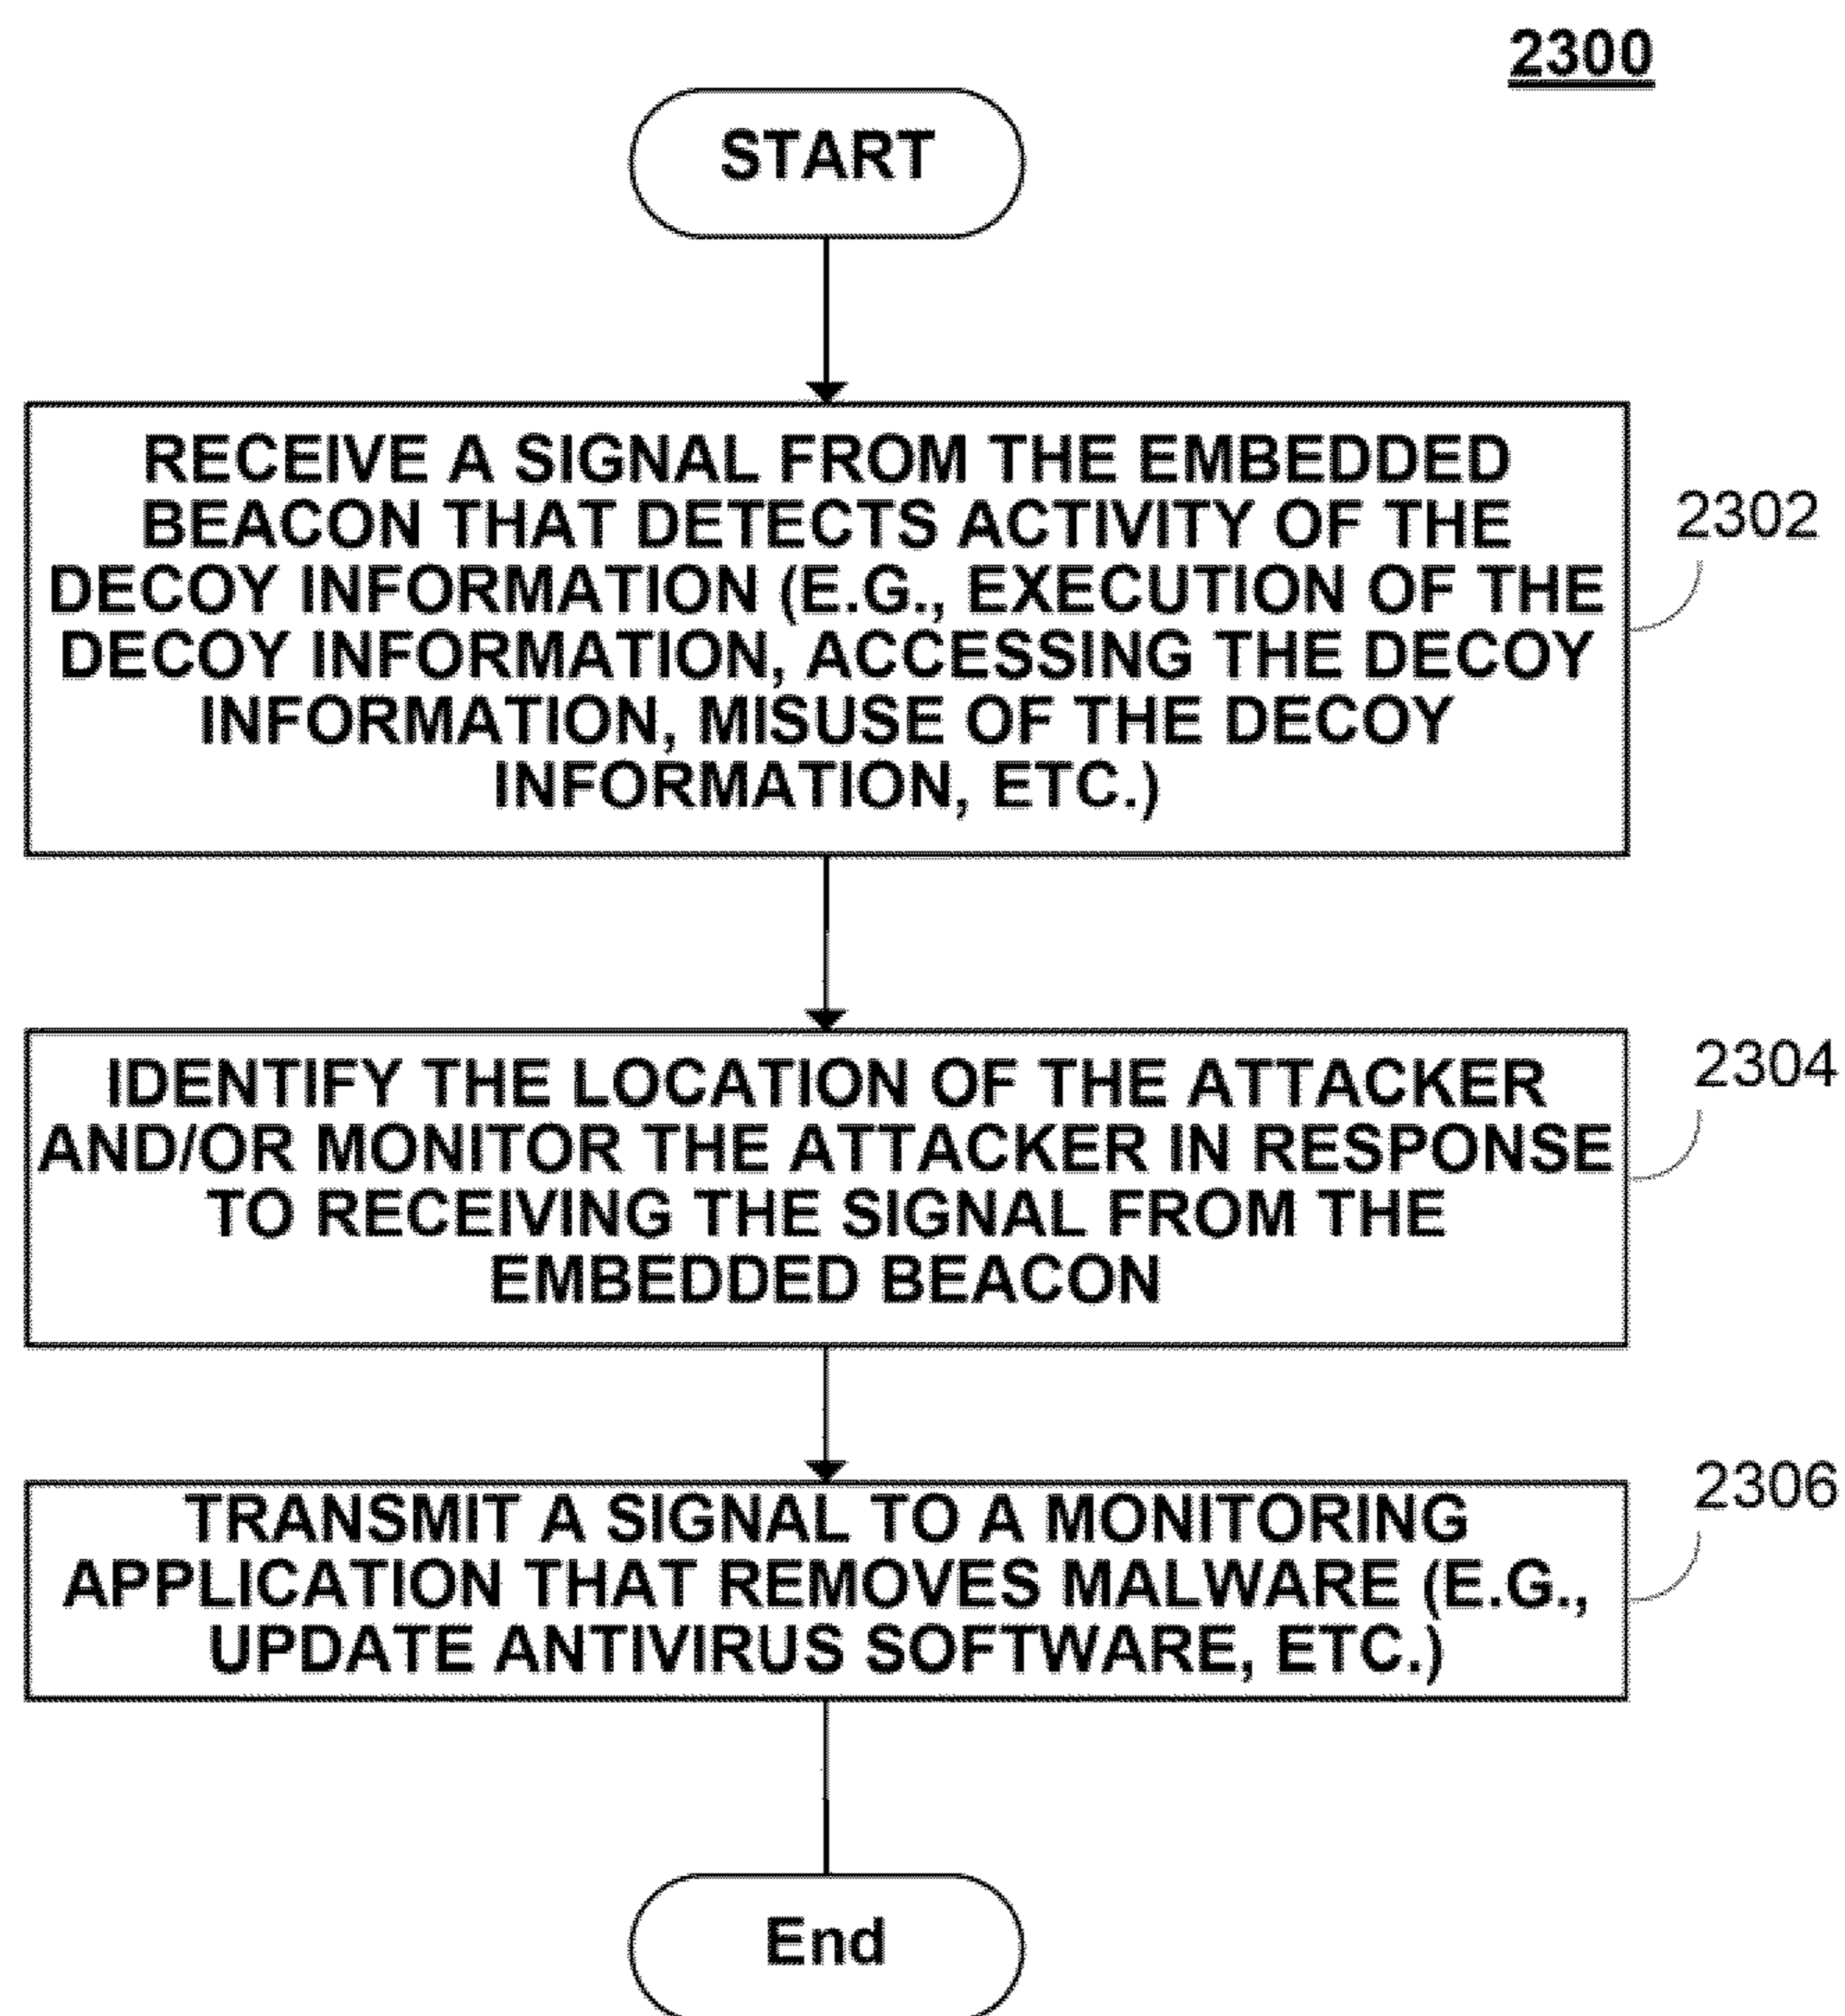 2300
START
RECEIVE A SIGNAL FROM THE EMBEDDED
BEACON THAT DETECTS ACTIVITY OF THE
DECOY INFORMATION (E.G., EXECUTION OF THE
DECOY INFORMATION, ACCESSING THE DECOY
INFORMATION, MISUSE OF THE DECOY
INFORMATION, ETC.)
2302
IDENTIFY THE LOCATION OF THE ATTACKER
AND/OR MONITOR THE ATTACKER IN RESPONSE
TO RECEIVING THE SIGNAL FROM THE
EMBEDDED BEACON
2304
TRANSMIT A SIGNAL TO A MONITORING
APPLICATION THAT REMOVES MALWARE (E.G.,
UPDATE ANTIVIRUS SOFTWARE, ETC.)
2306
End